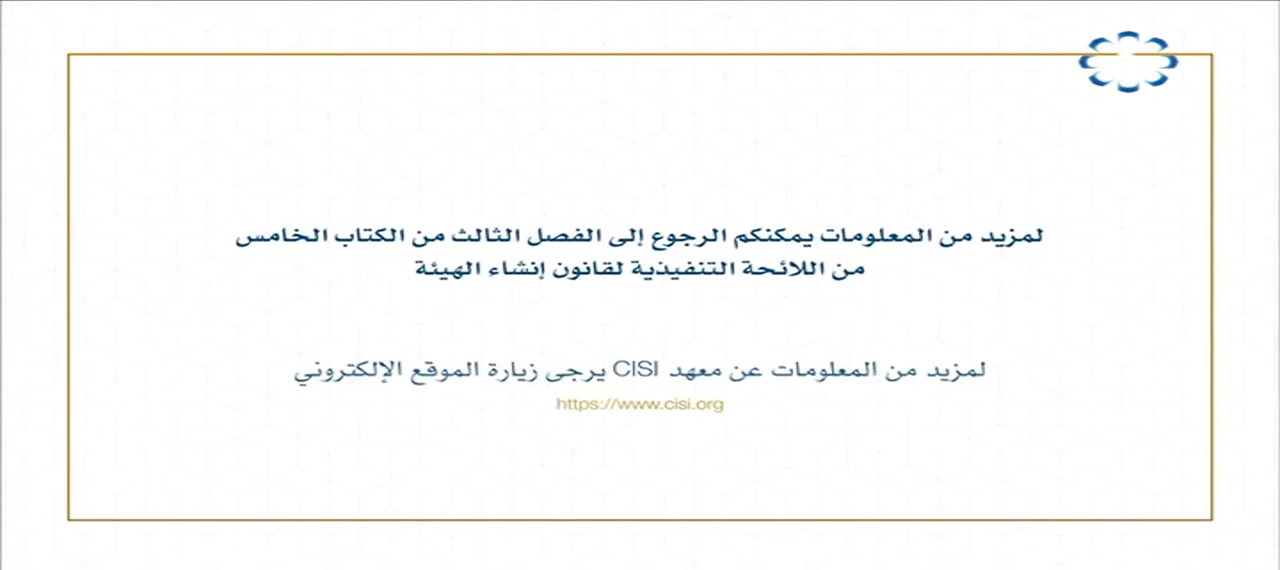 لمزيد من المعلومات يمكنكم الرجوع إلى الفصل الثالث من الكتاب الخامس
من اللائحة التنفيذية لقانون إنشاء الهيئة
لمزيد من المعلومات عن معهد CISI يرجى زيارة الموقع الإلكتروني
https://www.cisi.org